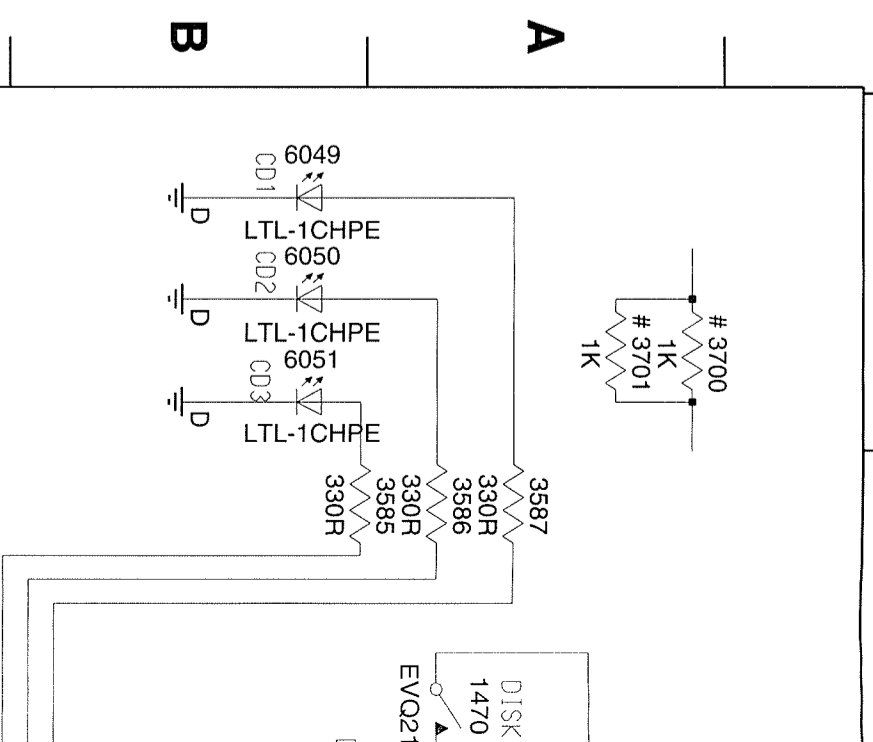 B
A
6049
CD1
D
LTL-1CHPE
6050
CD2
D
LTL-1CHPE
6051
CD3
D
LTL-1CHPE
# 3700
1K
# 3701
1K
3587
330R
3586
330R
3585
330R
DISK
1470
EVQ21